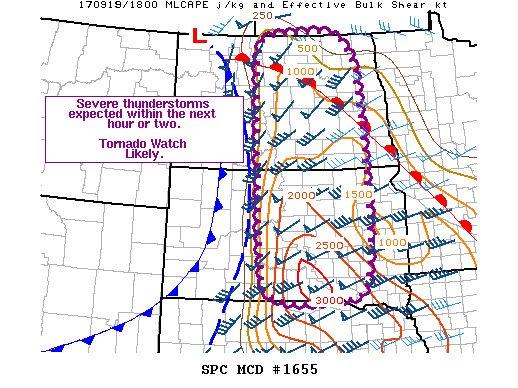 170919/1800 MLCAPE j/kg and Effective Bulk Shear kt
250
L
500
1000
Severe thunderstorms
expected within the next
hour or two.
Tornado Watch
Likely.
2000
1500
2500
1000
3000
SPC MCD #1655